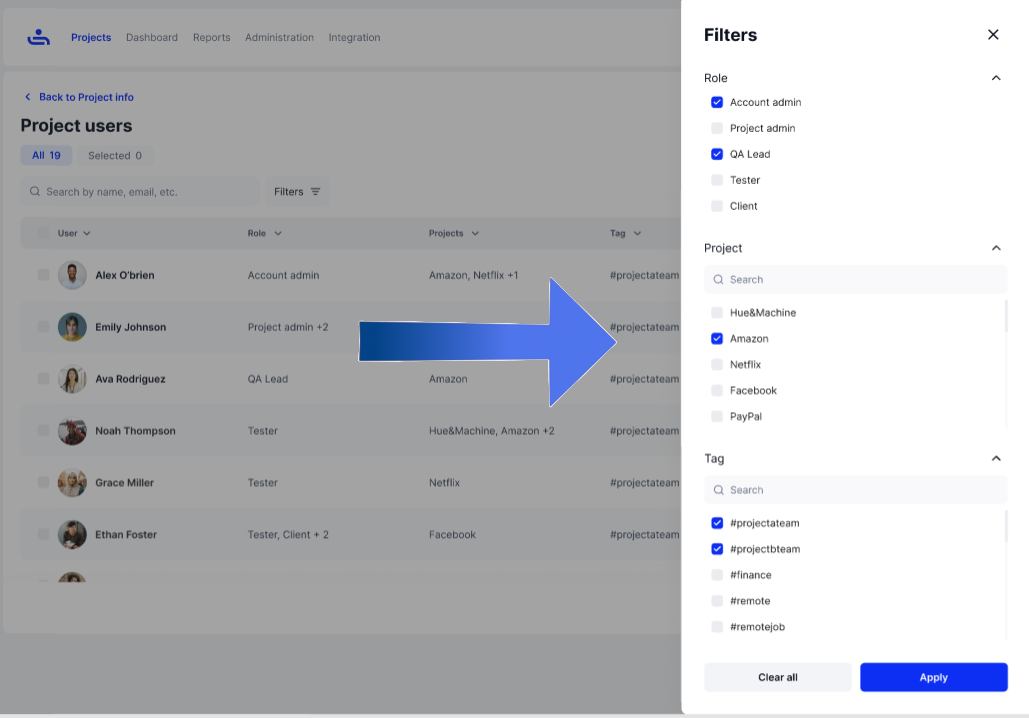 Projects Dashboard Reports Administration Integration
Back to Project info
Project users
All 19 Selected 0
Search by name, email, etc. Filters
User Role Projects Tag
Alex O'brien Account admin Amazon, Netflix +1 #projectateam
Emily Johnson Project admin +2 #projectateam
Ava Rodriguez QA Lead Amazon #projectateam
Noah Thompson Tester Hue&Machine, Amazon +2 #projectateam
Grace Miller Tester Netflix #projectateam
Ethan Foster Tester, Client + 2 Facebook #projectateam
Filters
Role
Account admin
Project admin
QA Lead
Tester
Client
Project
Search
Hue&Machine
Amazon
Netflix
Facebook
PayPal
Tag
Search
#projectateam
#projectbteam
#finance
#remote
#remotejob
Clear all Apply